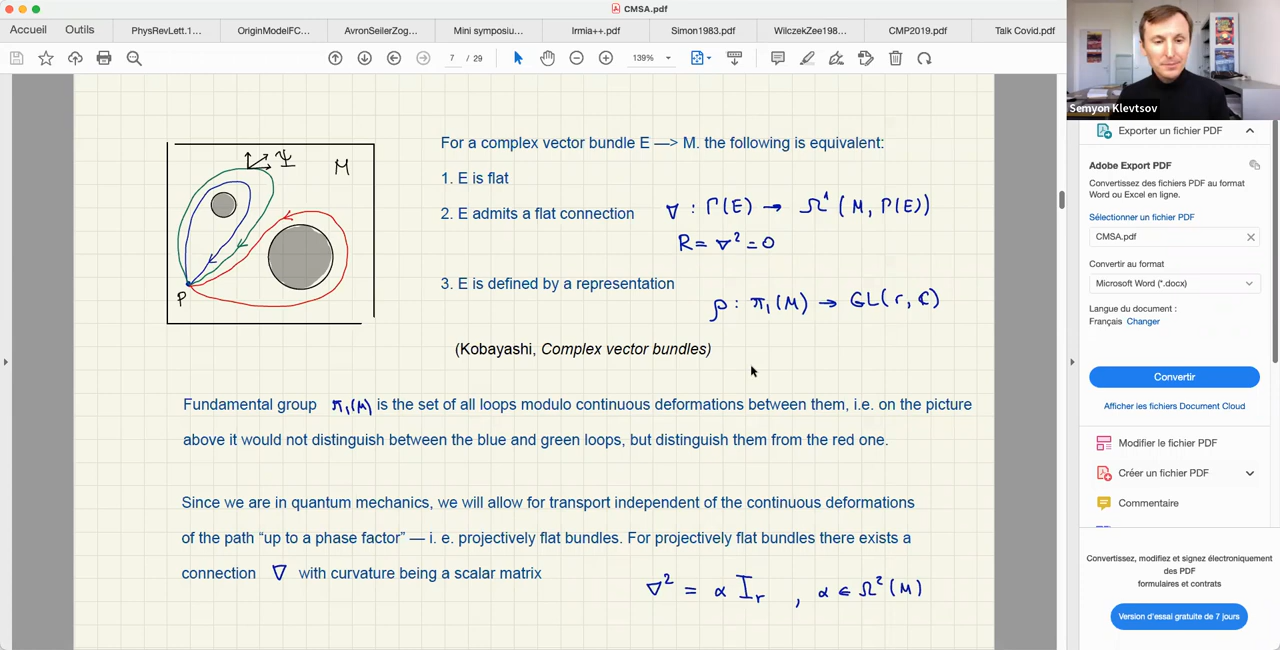 CMSA.pdf
Accueil Outils PhysRevLett.1... OriginModelFC... AvronSeilerZog... Mini symposiu... Irmia++.pdf Simon1983.pdf WilczekZee198... CMP2019.pdf Talk Covid.pdf
7 / 29 139%
Semyon Klevtsov
Ψ M
P
For a complex vector bundle E —> M. the following is equivalent:
1. E is flat
2. E admits a flat connection ∇ : Γ(E) → Ω¹(M, Γ(E))
R = ∇² = 0
3. E is defined by a representation
ρ : π₁(M) → GL(r, ℂ)
(Kobayashi, Complex vector bundles)
Fundamental group π₁(M) is the set of all loops modulo continuous deformations between them, i.e. on the picture
above it would not distinguish between the blue and green loops, but distinguish them from the red one.
Since we are in quantum mechanics, we will allow for transport independent of the continuous deformations
of the path “up to a phase factor” — i. e. projectively flat bundles. For projectively flat bundles there exists a
connection ∇ with curvature being a scalar matrix
∇² = α I_r , α ∈ Ω²(M)
Exporter un fichier PDF
Adobe Export PDF
Convertissez des fichiers PDF au format
Word ou Excel en ligne.
Sélectionner un fichier PDF
CMSA.pdf
Convertir au format
Microsoft Word (*.docx)
Langue du document :
Français Changer
Convertir
Afficher les fichiers Document Cloud
Modifier le fichier PDF
Créer un fichier PDF
Commentaire
Convertissez, modifiez et signez électroniquement
des PDF
formulaires et contrats
Version d'essai gratuite de 7 jours